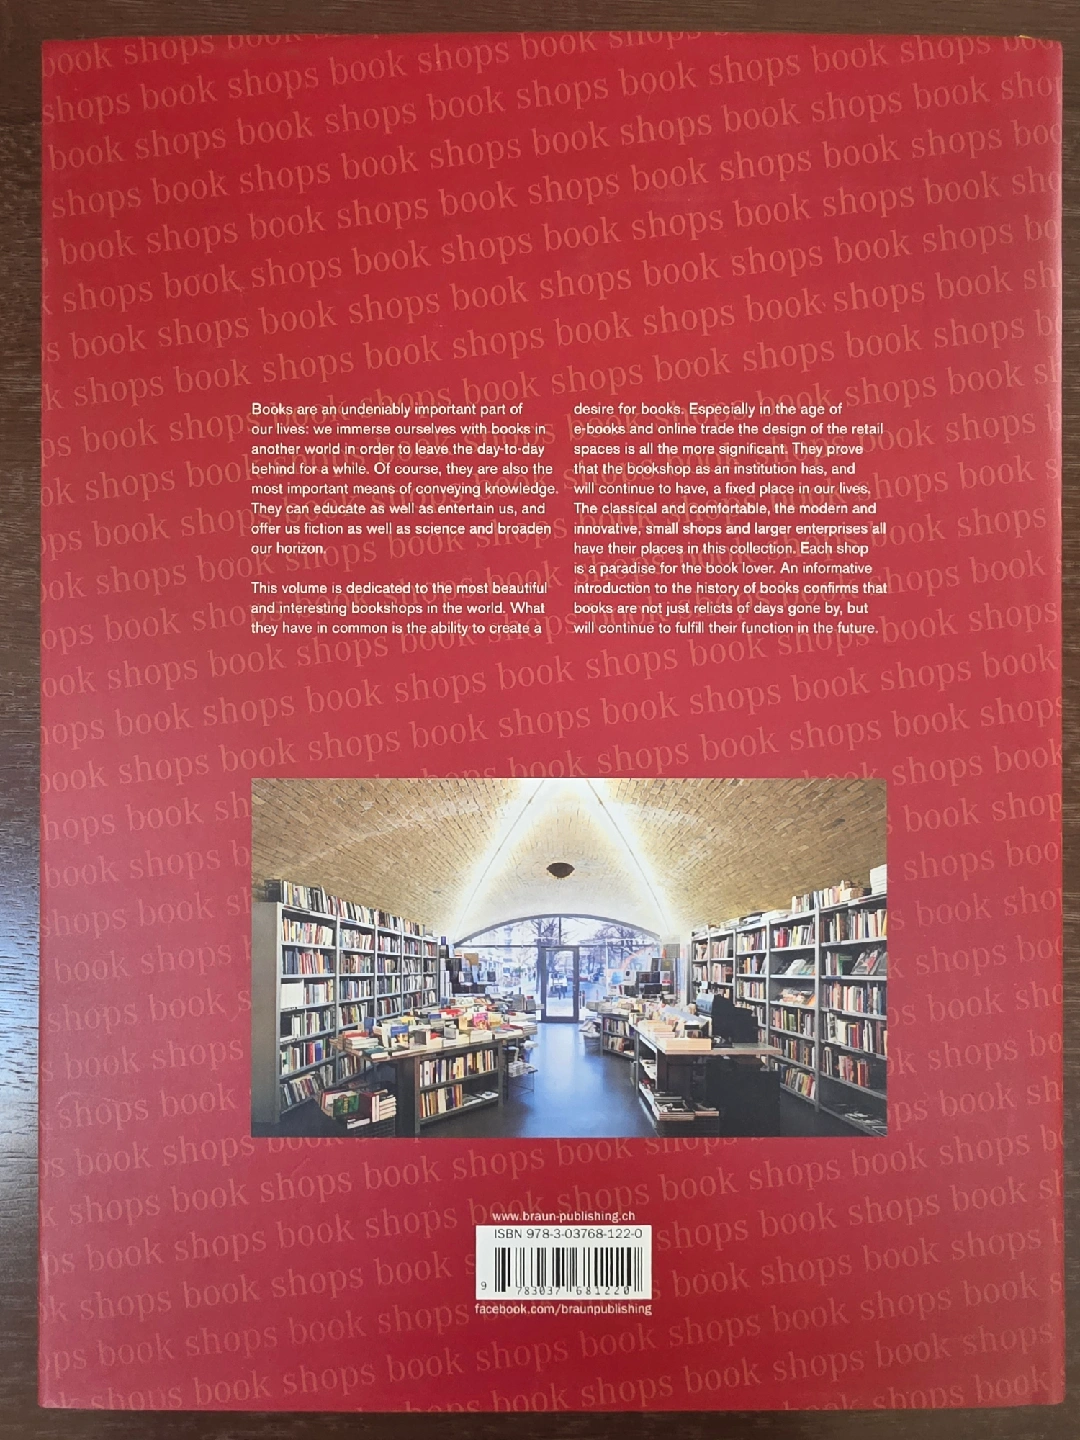 Books are an undeniably important part of
our lives: we immerse ourselves with books in
another world in order to leave the day-to-day
behind for a while. Of course, they are also the
most important means of conveying knowledge.
They can educate as well as entertain us, and
offer us fiction as well as science and broaden
our horizon.
This volume is dedicated to the most beautiful
and interesting bookshops in the world. What
they have in common is the ability to create a
desire for books. Especially in the age of
e-books and online trade the design of the retail
spaces is all the more significant. They prove
that the bookshop as an institution has, and
will continue to have, a fixed place in our lives.
The classical and comfortable, the modern and
innovative, small shops and larger enterprises all
have their places in this collection. Each shop
is a paradise for the book lover. An informative
introduction to the history of books confirms that
books are not just relicts of days gone by, but
will continue to fulfill their function in the future.
www.braun-publishing.ch
ISBN 978-3-03768-122-0
9 783037 681220
facebook.com/braunpublishing